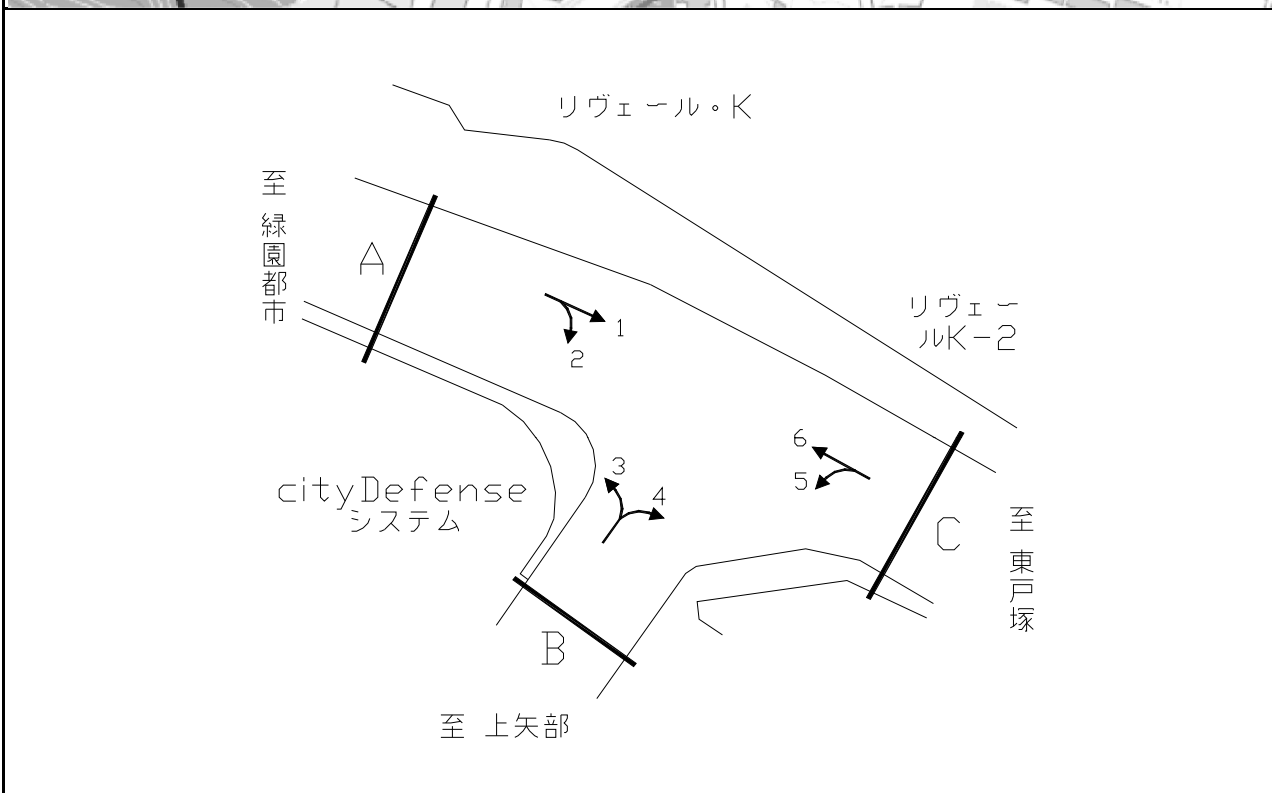 リヴェール・K
至 緑園都市
A
リヴェー
ルK-2
1
2
6
5
3
4
cityDefense
システム
C
至 東戸塚
B
至 上矢部